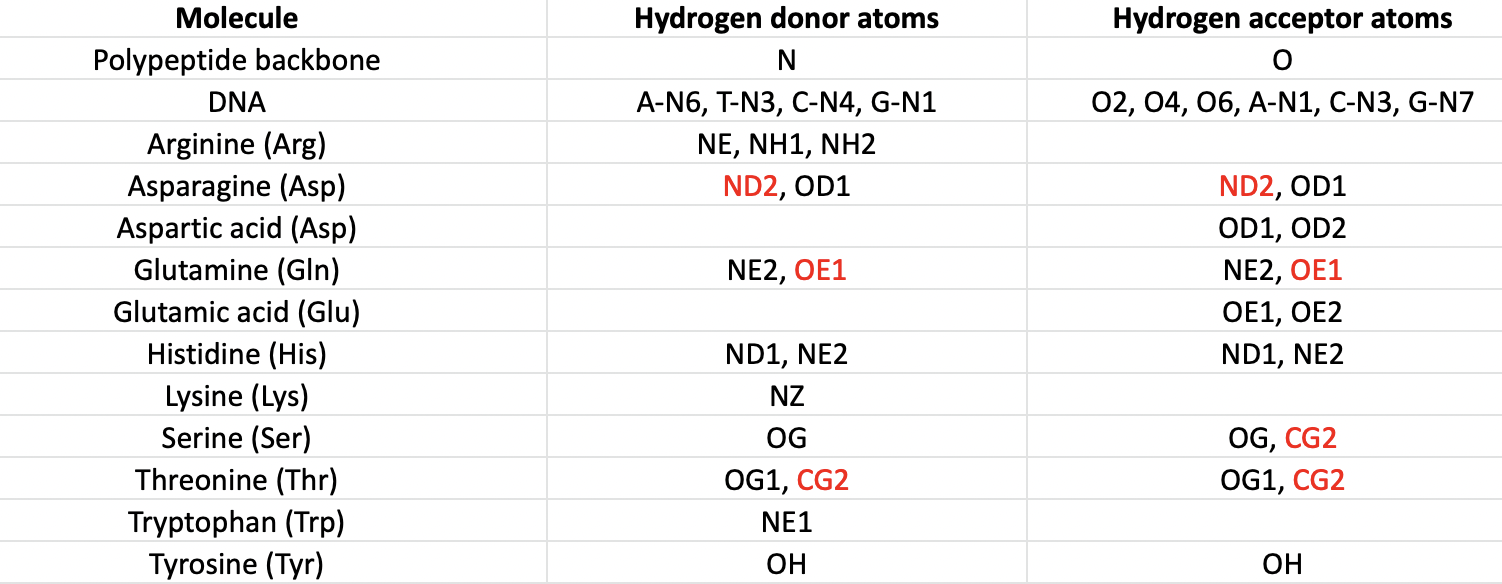 Molecule Hydrogen donor atoms Hydrogen acceptor atoms
Polypeptide backbone N O
DNA A-N6, T-N3, C-N4, G-N1 O2, O4, O6, A-N1, C-N3, G-N7
Arginine (Arg) NE, NH1, NH2
Asparagine (Asp) ND2, OD1 ND2, OD1
Aspartic acid (Asp) OD1, OD2
Glutamine (Gln) NE2, OE1 NE2, OE1
Glutamic acid (Glu) OE1, OE2
Histidine (His) ND1, NE2 ND1, NE2
Lysine (Lys) NZ
Serine (Ser) OG OG, CG2
Threonine (Thr) OG1, CG2 OG1, CG2
Tryptophan (Trp) NE1
Tyrosine (Tyr) OH OH